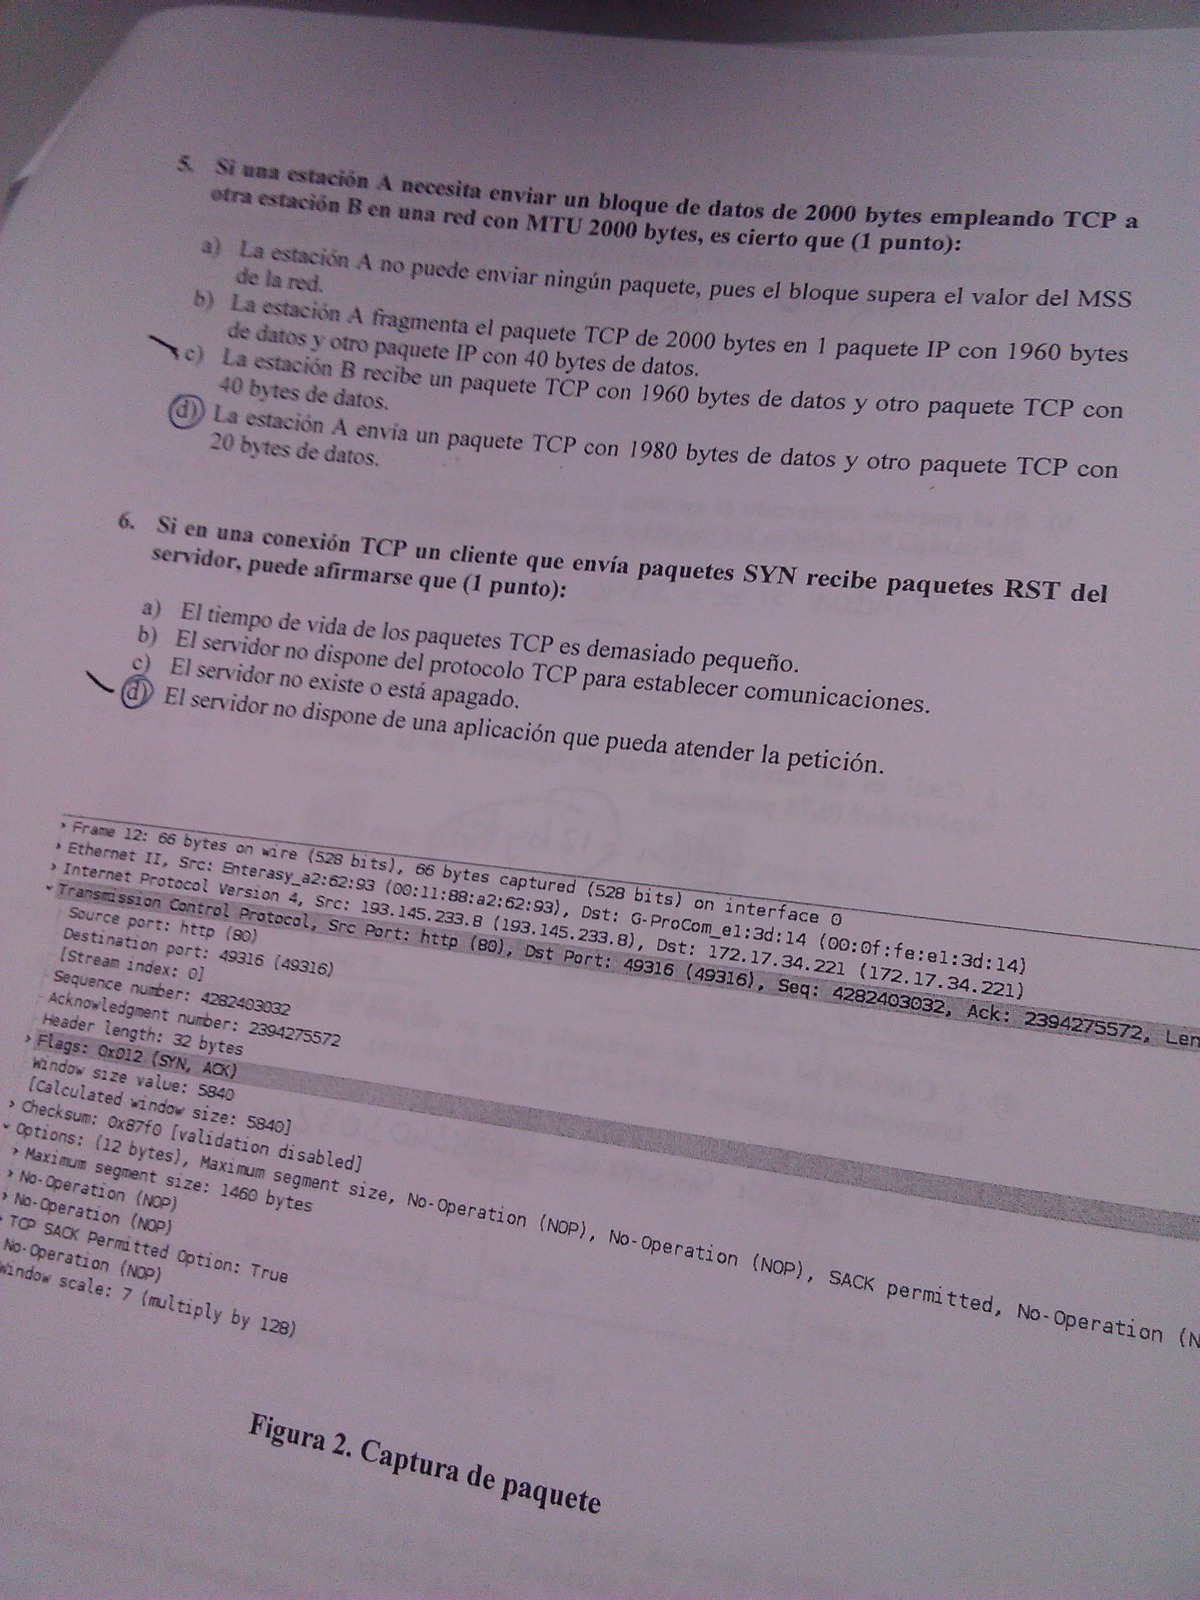 5. Si una estación A necesita enviar un bloque de datos de 2000 bytes empleando TCP a
otra estación B en una red con MTU 2000 bytes, es cierto que (1 punto):
a) La estación A no puede enviar ningún paquete, pues el bloque supera el valor del MSS
de la red.
b) La estación A fragmenta el paquete TCP de 2000 bytes en 1 paquete IP con 1960 bytes
de datos y otro paquete IP con 40 bytes de datos.
c) La estación B recibe un paquete TCP con 1960 bytes de datos y otro paquete TCP con
40 bytes de datos.
d) La estación A envía un paquete TCP con 1980 bytes de datos y otro paquete TCP con
20 bytes de datos.
6. Si en una conexión TCP un cliente que envía paquetes SYN recibe paquetes RST del
servidor, puede afirmarse que (1 punto):
a) El tiempo de vida de los paquetes TCP es demasiado pequeño.
b) El servidor no dispone del protocolo TCP para establecer comunicaciones.
c) El servidor no existe o está apagado.
d) El servidor no dispone de una aplicación que pueda atender la petición.
Frame 12: 66 bytes on wire (528 bits), 66 bytes captured (528 bits) on interface 0
Ethernet II, Src: Enterasy_a2:62:93 (00:11:88:a2:62:93), Dst: G-ProCom_e1:3d:14 (00:0f:fe:e1:3d:14)
Internet Protocol Version 4, Src: 193.145.233.8 (193.145.233.8), Dst: 172.17.34.221 (172.17.34.221)
Transmission Control Protocol, Src Port: http (80), Dst Port: 49316 (49316), Seq: 4282403032, Ack: 2394275572, Len
Source port: http (80)
Destination port: 49316 (49316)
[Stream index: 0]
Sequence number: 4282403032
Acknowledgment number: 2394275572
Header length: 32 bytes
Flags: 0x012 (SYN, ACK)
Window size value: 5840
[Calculated window size: 5840]
Checksum: 0x87f0 [validation disabled]
Options: (12 bytes), Maximum segment size, No-Operation (NOP), No-Operation (NOP), SACK permitted, No-Operation (N
Maximum segment size: 1460 bytes
No-Operation (NOP)
No-Operation (NOP)
TCP SACK Permitted Option: True
No-Operation (NOP)
Window scale: 7 (multiply by 128)
Figura 2. Captura de paquete